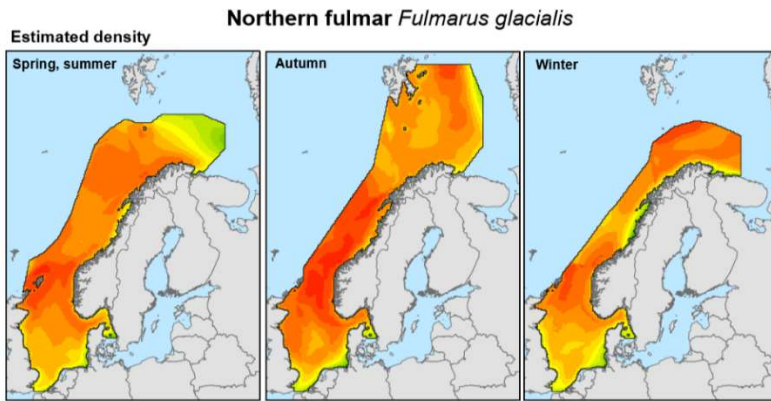 Northern fulmar Fulmarus glacialis
Estimated density
Spring, summer
Autumn
Winter